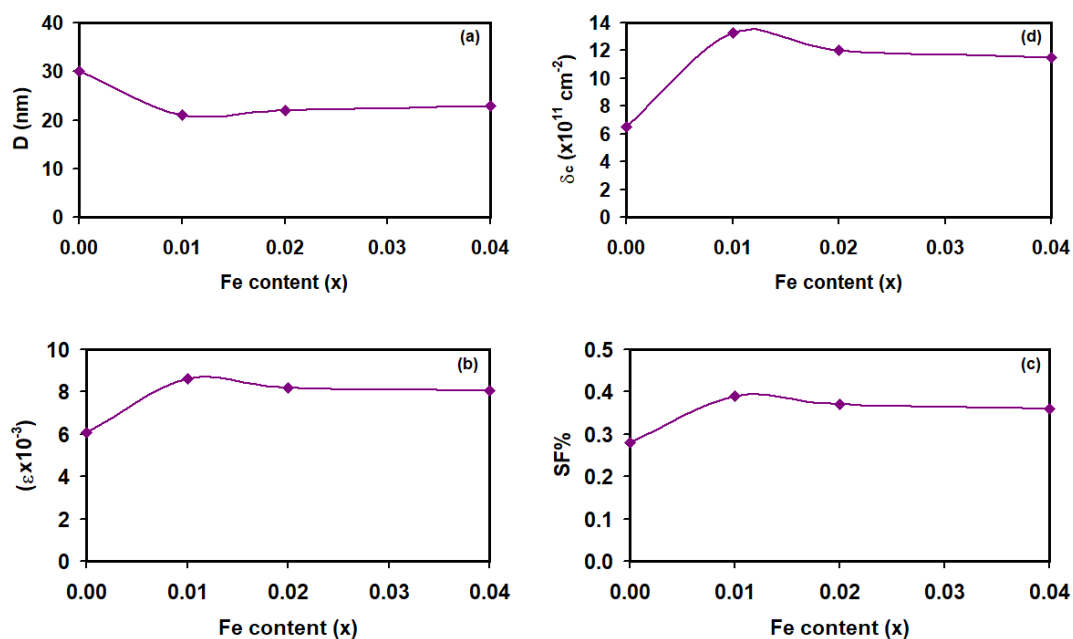 (a)
D (nm)
40
30
20
10
0
0.00 0.01 0.02 0.03 0.04
Fe content (x)
(d)
δc (x10¹¹ cm⁻²)
14
12
10
8
6
4
2
0
0.00 0.01 0.02 0.03 0.04
Fe content (x)
(b)
(εx10⁻³)
10
8
6
4
2
0
0.00 0.01 0.02 0.03 0.04
Fe content (x)
(c)
SF%
0.5
0.4
0.3
0.2
0.1
0.0
0.00 0.01 0.02 0.03 0.04
Fe content (x)